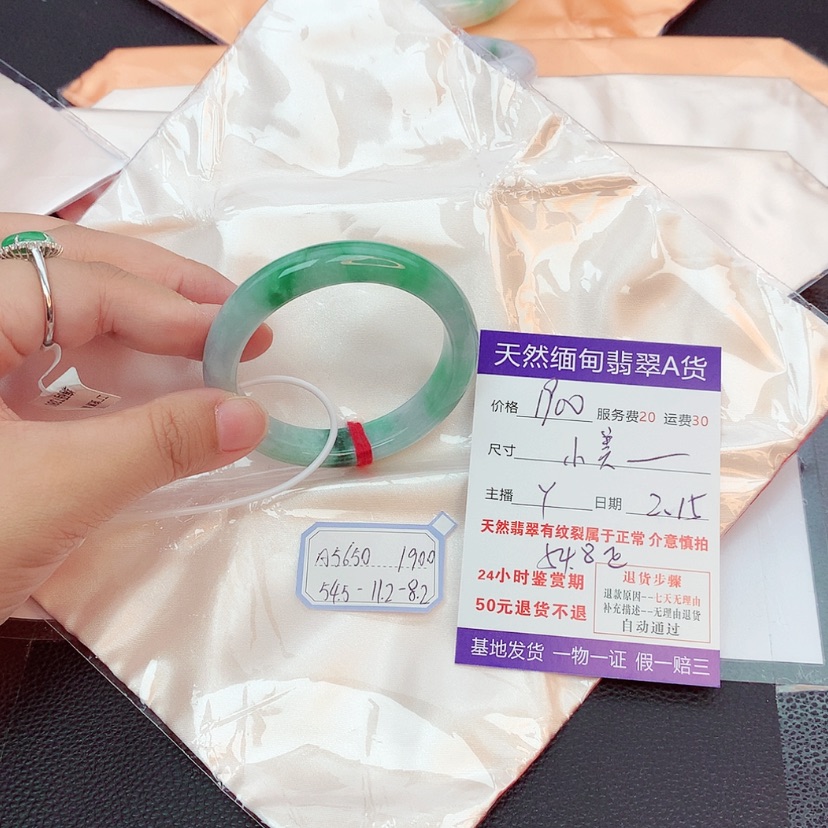 A5650 1900
54.5-11.2-8.2
天然缅甸翡翠A货
价格 1900 服务费20 运费30
尺寸 小美一
主播 Y 日期 2.15
天然翡翠有纹裂属于正常 介意慎拍
24小时鉴赏期
50元退货不退
退货步骤
退款原因--七天无理由
补充描述--无理由退货
自动通过
基地发货 一物一证 假一赔三